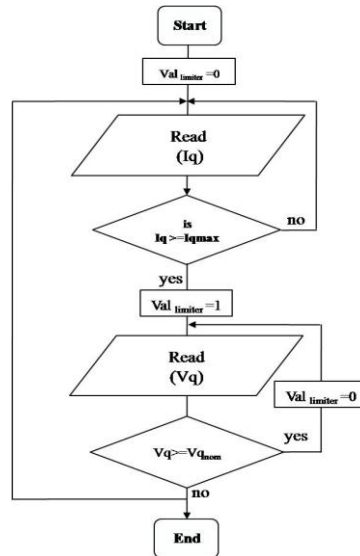 Start
Val limiter =0
Read
(Iq)
is
Iq >=Iqmax
no
yes
Val limiter =1
Read
(Vq)
Val limiter =0
Vq>=Vqnom
yes
no
End